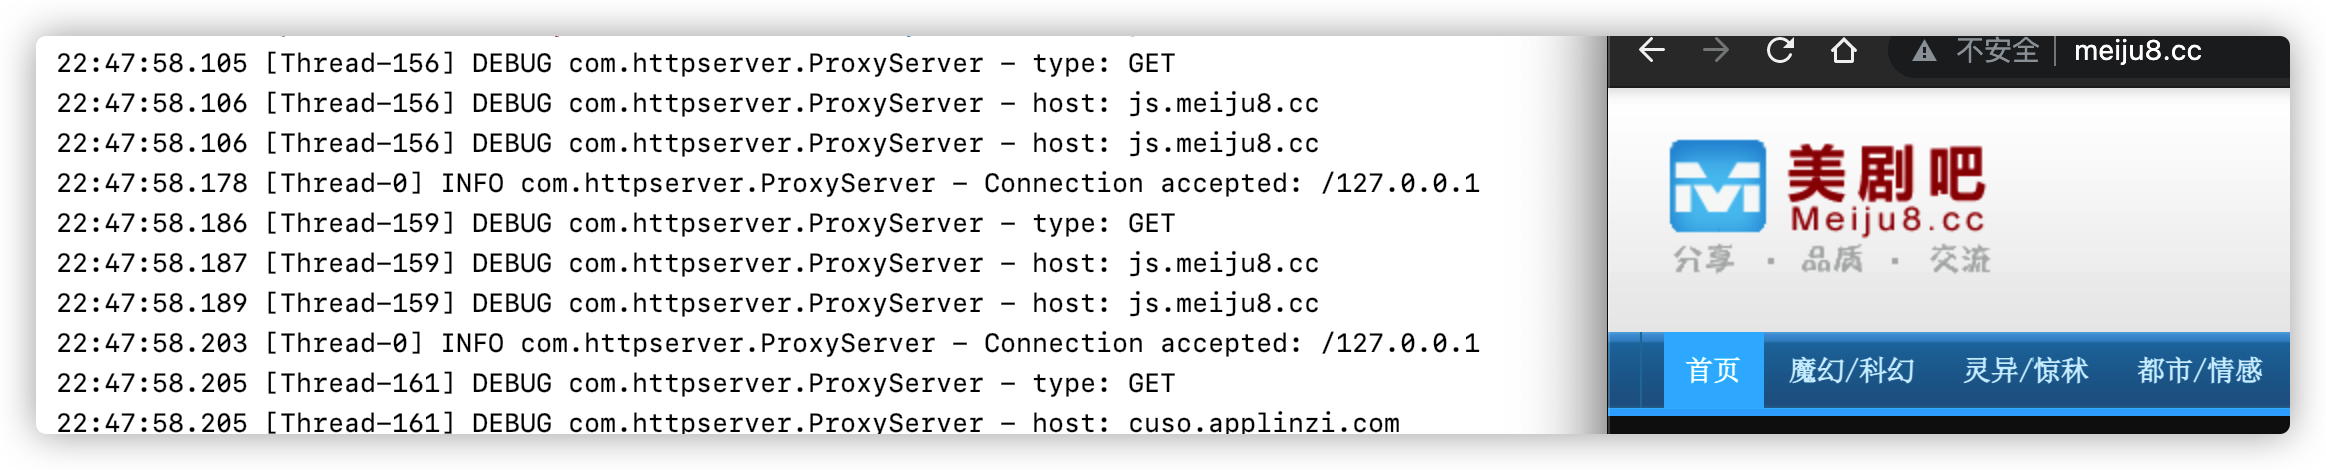 22:47:58.105 [Thread-156] DEBUG com.httpserver.ProxyServer - type: GET
22:47:58.106 [Thread-156] DEBUG com.httpserver.ProxyServer - host: js.meiju8.cc
22:47:58.106 [Thread-156] DEBUG com.httpserver.ProxyServer - host: js.meiju8.cc
22:47:58.178 [Thread-0] INFO com.httpserver.ProxyServer - Connection accepted: /127.0.0.1
22:47:58.186 [Thread-159] DEBUG com.httpserver.ProxyServer - type: GET
22:47:58.187 [Thread-159] DEBUG com.httpserver.ProxyServer - host: js.meiju8.cc
22:47:58.189 [Thread-159] DEBUG com.httpserver.ProxyServer - host: js.meiju8.cc
22:47:58.203 [Thread-0] INFO com.httpserver.ProxyServer - Connection accepted: /127.0.0.1
22:47:58.205 [Thread-161] DEBUG com.httpserver.ProxyServer - type: GET
22:47:58.205 [Thread-161] DEBUG com.httpserver.ProxyServer - host: cuso.applinzi.com
不安全 | meiju8.cc
美剧吧
Meiju8.cc
分享 · 品质 · 交流
首页 魔幻/科幻 灵异/惊秫 都市/情感